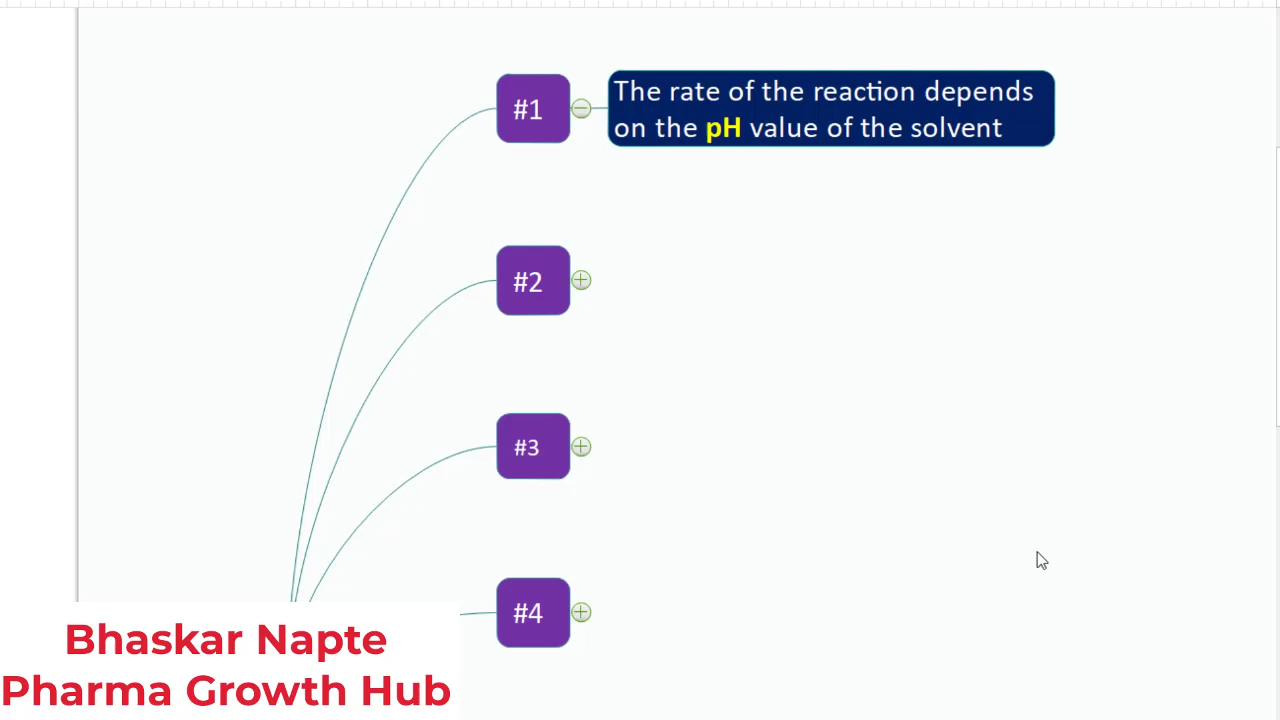 #1
The rate of the reaction depends
on the pH value of the solvent
#2
#3
#4
Bhaskar Napte
Pharma Growth Hub